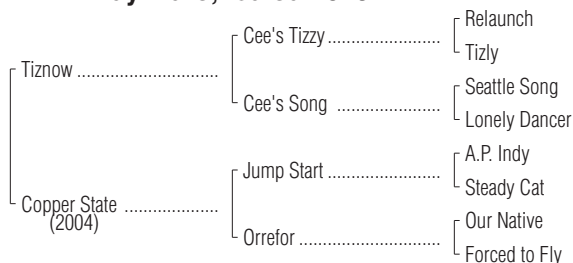 Relaunch
Cee's Tizzy ........................
Tizly
Tiznow ..............................
Seattle Song
Cee's Song ......................
Lonely Dancer
A.P. Indy
Jump Start ........................
Steady Cat
Copper State ....................
(2004)
Our Native
Orrefor ..............................
Forced to Fly